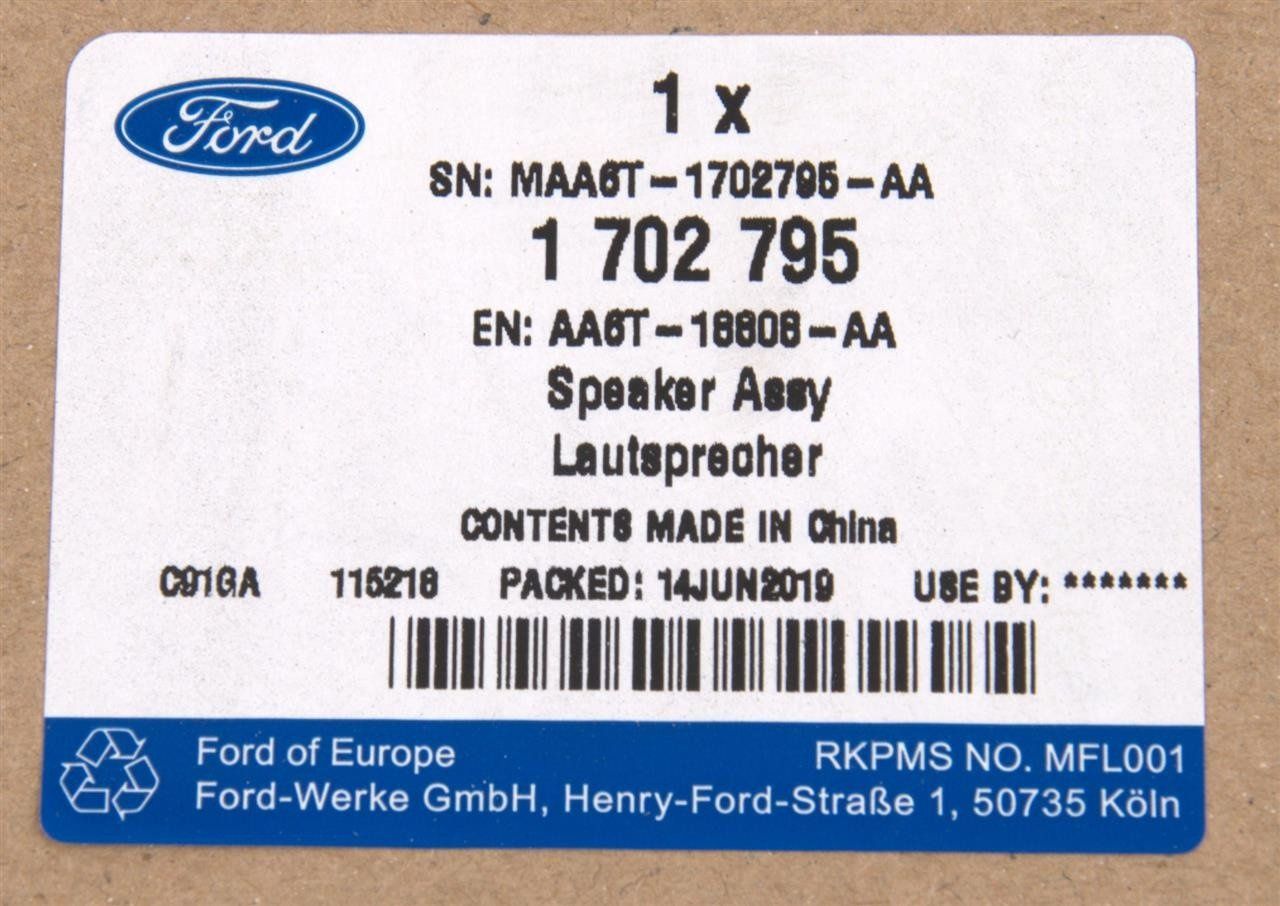 Ford
1 x
SN: MAA6T-1702795-AA
1 702 795
EN: AA6T-18808-AA
Speaker Assy
Lautsprecher
CONTENTS MADE IN China
C91GA 115218 PACKED: 14JUN2019 USE BY: *******
Ford of Europe RKPMS NO. MFL001
Ford-Werke GmbH, Henry-Ford-Straße 1, 50735 Köln